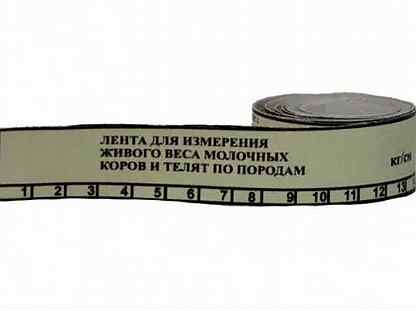 ЛЕНТА ДЛЯ ИЗМЕРЕНИЯ
ЖИВОГО ВЕСА МОЛОЧНЫХ
КОРОВ И ТЕЛЯТ ПО ПОРОДАМ
КГ/СМ
1 2 3 4 5 6 7 8 9 10 11 12 13